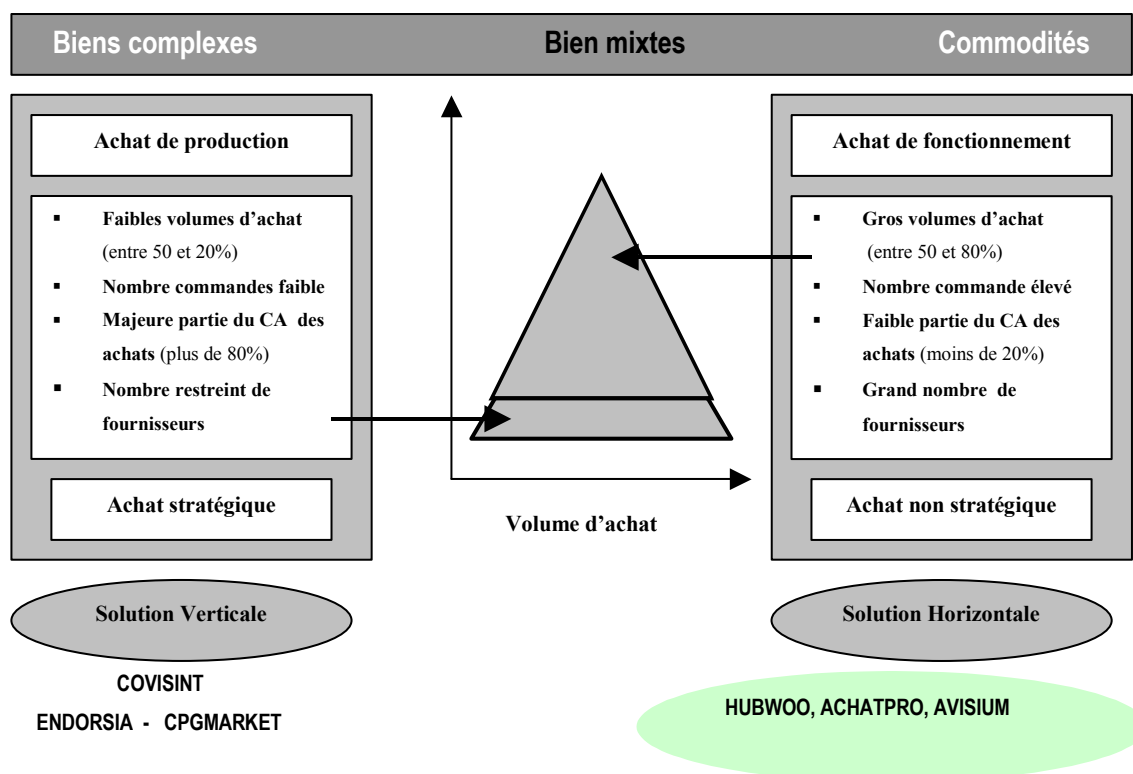 Biens complexes
Bien mixtes
Commodités
Achat de production
▪ Faibles volumes d’achat
(entre 50 et 20%)
▪ Nombre commandes faible
▪ Majeure partie du CA des
achats (plus de 80%)
▪ Nombre restreint de
fournisseurs
Achat stratégique
Solution Verticale
COVISINT
ENDORSIA - CPGMARKET
Volume d’achat
Achat de fonctionnement
▪ Gros volumes d’achat
(entre 50 et 80%)
▪ Nombre commande élevé
▪ Faible partie du CA des
achats (moins de 20%)
▪ Grand nombre de
fournisseurs
Achat non stratégique
Solution Horizontale
HUBWOO, ACHATPRO, AVISIUM